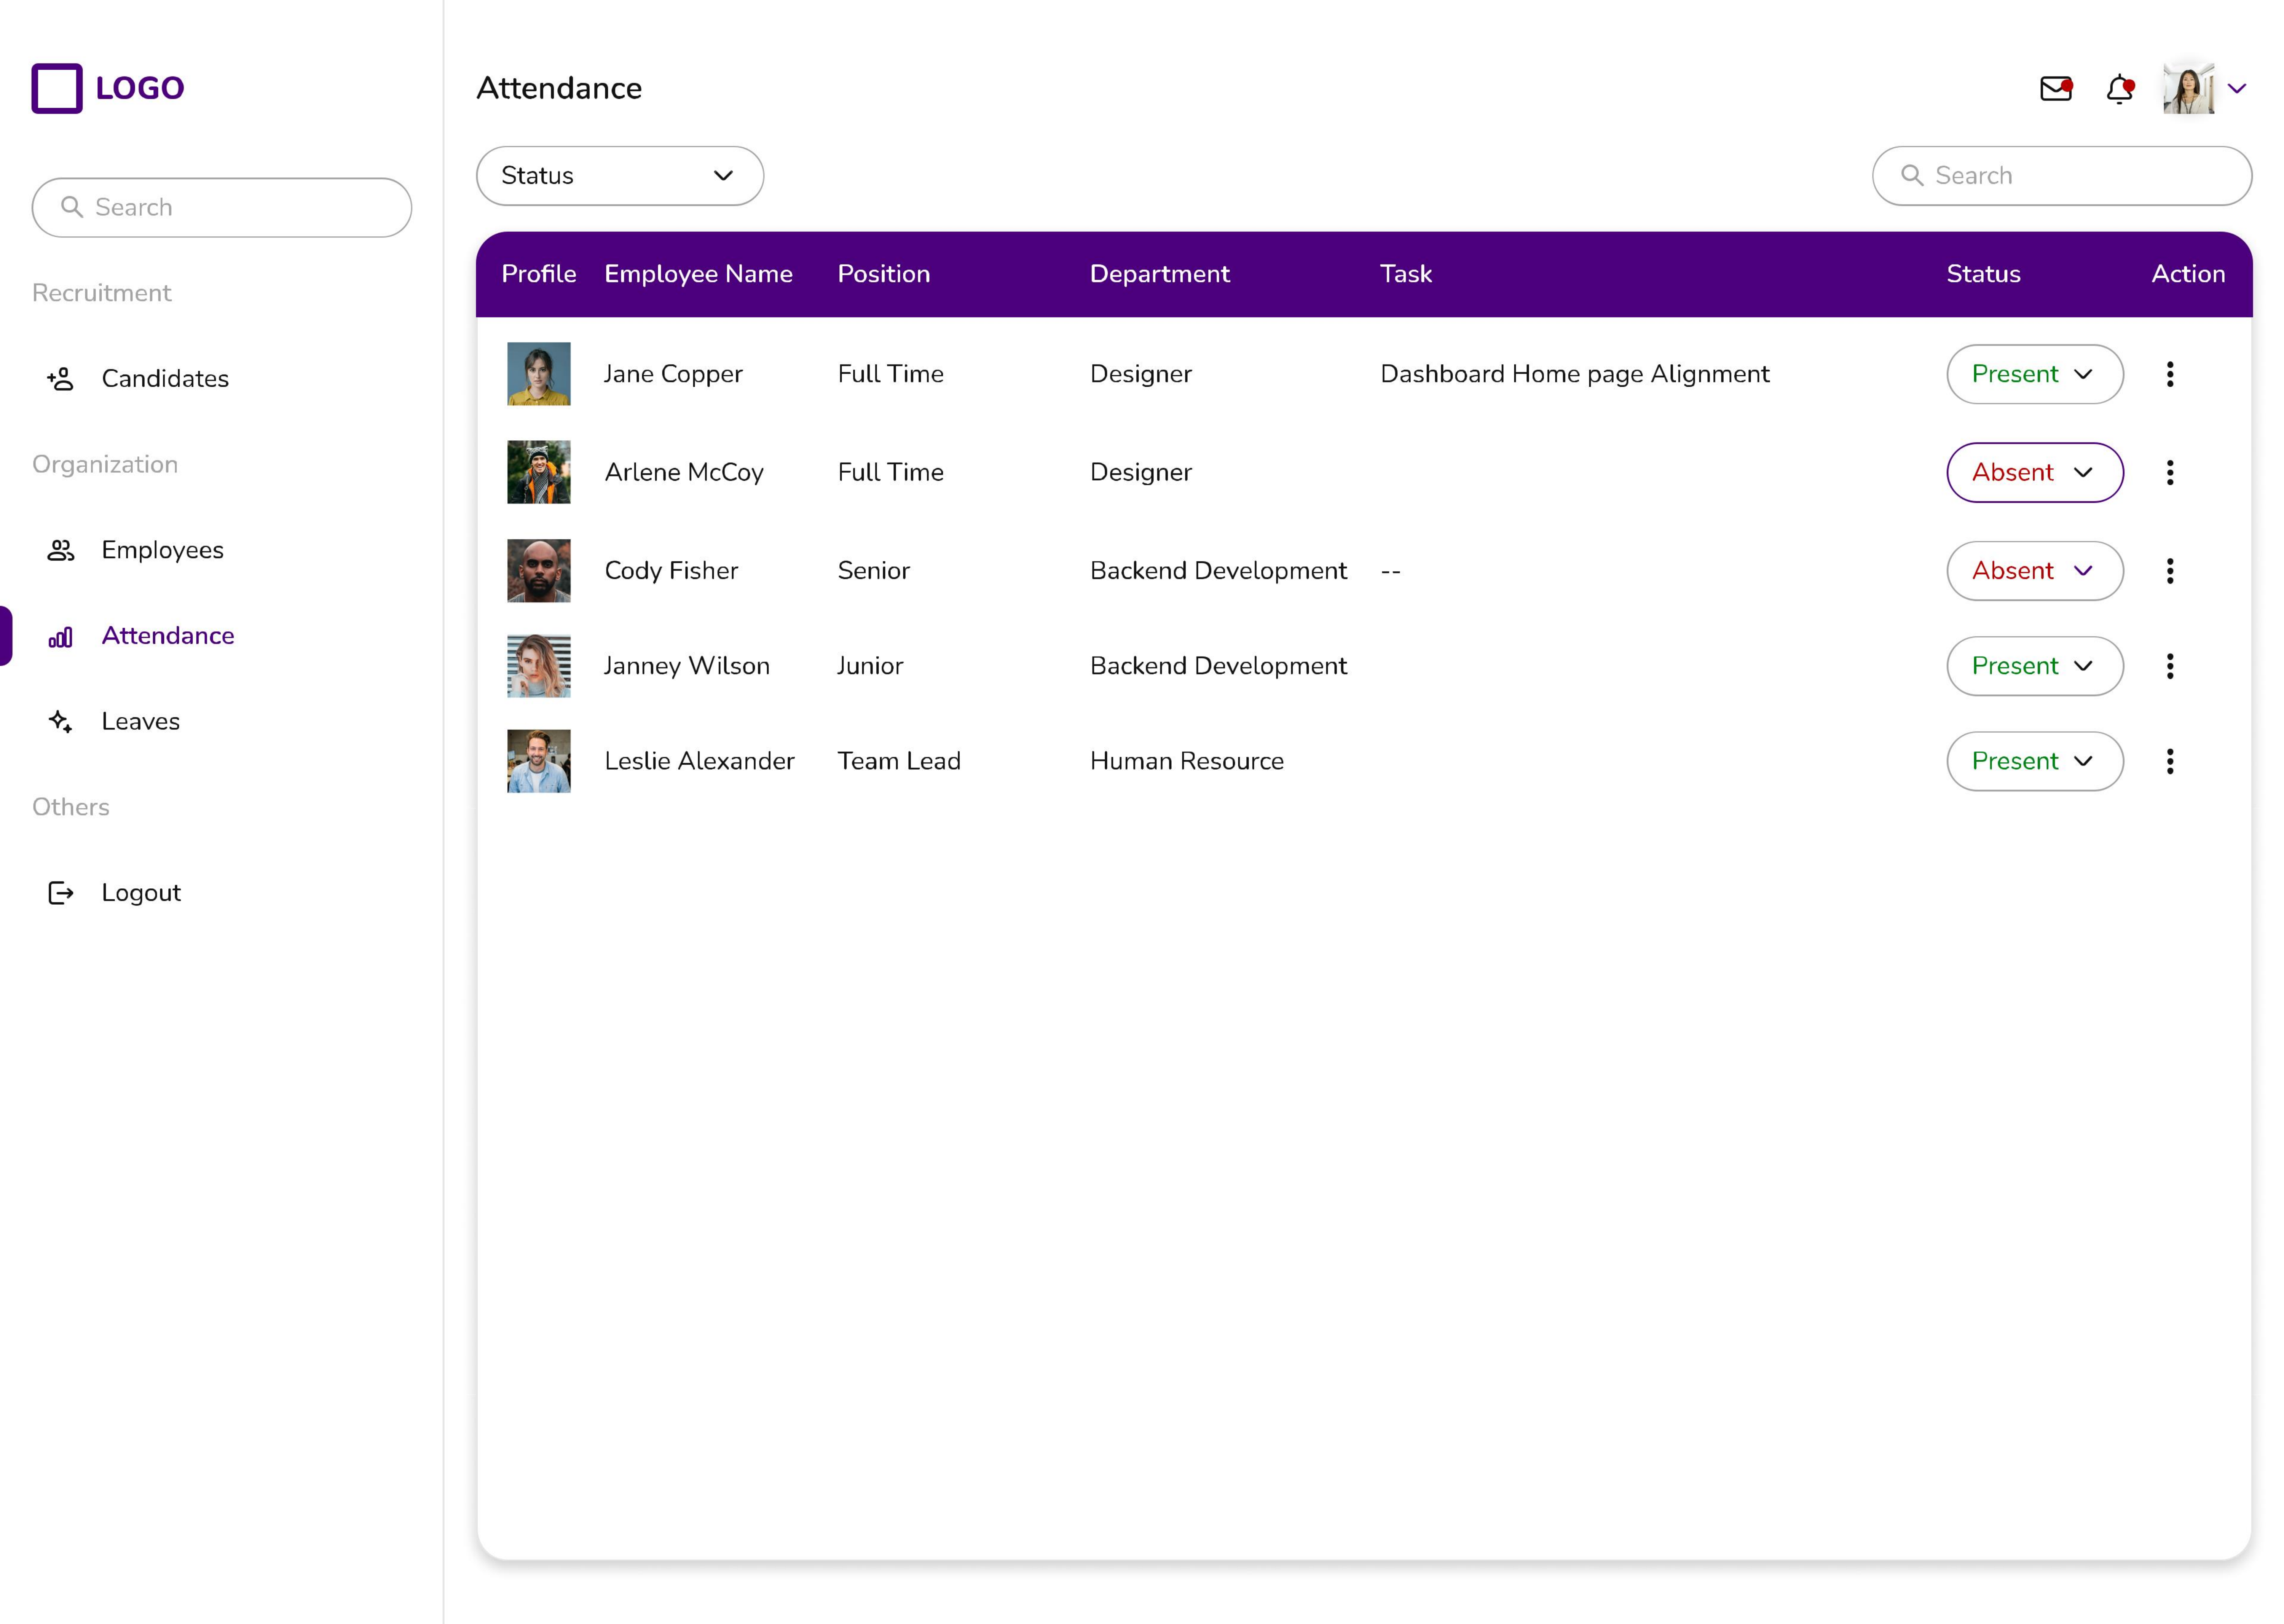 LOGO
Search
Recruitment
Candidates
Organization
Employees
Attendance
Leaves
Others
Logout
Attendance
Status
Search
Profile Employee Name Position Department Task Status Action
Jane Copper Full Time Designer Dashboard Home page Alignment Present
Arlene McCoy Full Time Designer Absent
Cody Fisher Senior Backend Development -- Absent
Janney Wilson Junior Backend Development Present
Leslie Alexander Team Lead Human Resource Present